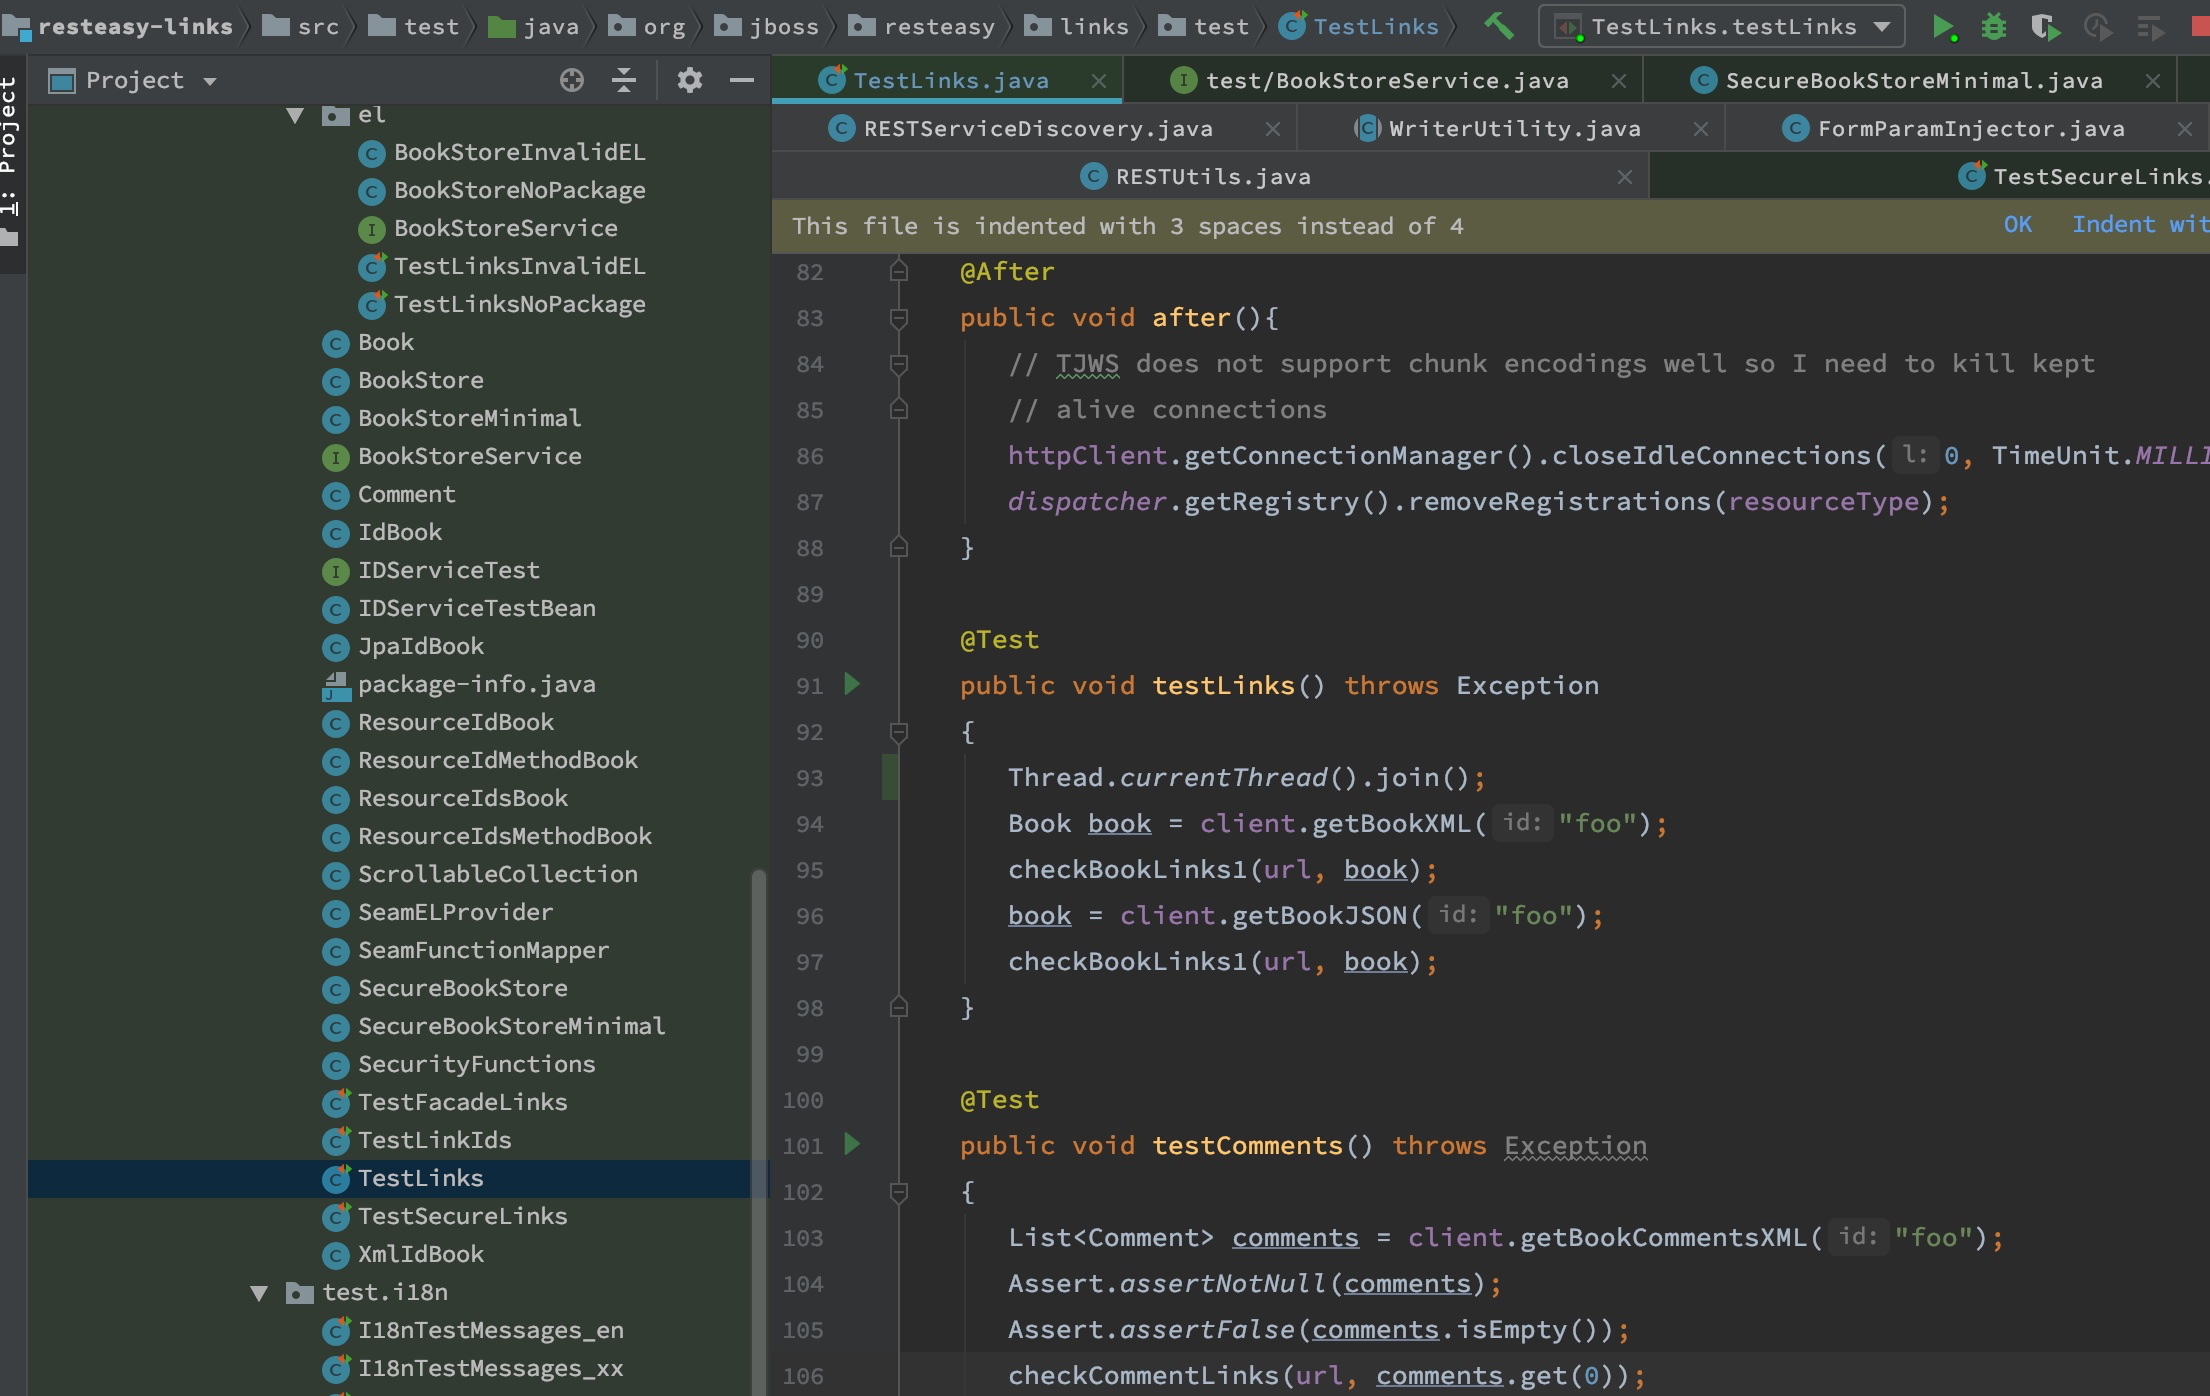 resteasy-links src test java org jboss resteasy links test TestLinks TestLinks.testLinks
1: Project
Project
el
BookStoreInvalidEL
BookStoreNoPackage
BookStoreService
TestLinksInvalidEL
TestLinksNoPackage
Book
BookStore
BookStoreMinimal
BookStoreService
Comment
IdBook
IDServiceTest
IDServiceTestBean
JpaIdBook
package-info.java
ResourceIdBook
ResourceIdMethodBook
ResourceIdsBook
ResourceIdsMethodBook
ScrollableCollection
SeamELProvider
SeamFunctionMapper
SecureBookStore
SecureBookStoreMinimal
SecurityFunctions
TestFacadeLinks
TestLinkIds
TestLinks
TestSecureLinks
XmlIdBook
test.i18n
I18nTestMessages_en
I18nTestMessages_xx
TestLinks.java test/BookStoreService.java SecureBookStoreMinimal.java
RESTServiceDiscovery.java WriterUtility.java FormParamInjector.java
RESTUtils.java TestSecureLinks.
This file is indented with 3 spaces instead of 4 OK Indent wit
82 @After
83 public void after(){
84 // TJWS does not support chunk encodings well so I need to kill kept
85 // alive connections
86 httpClient.getConnectionManager().closeIdleConnections( l: 0, TimeUnit.MILLI
87 dispatcher.getRegistry().removeRegistrations(resourceType);
88 }
89
90 @Test
91 public void testLinks() throws Exception
92 {
93 Thread.currentThread().join();
94 Book book = client.getBookXML( id: "foo");
95 checkBookLinks1(url, book);
96 book = client.getBookJSON( id: "foo");
97 checkBookLinks1(url, book);
98 }
99
100 @Test
101 public void testComments() throws Exception
102 {
103 List<Comment> comments = client.getBookCommentsXML( id: "foo");
104 Assert.assertNotNull(comments);
105 Assert.assertFalse(comments.isEmpty());
106 checkCommentLinks(url, comments.get(0));